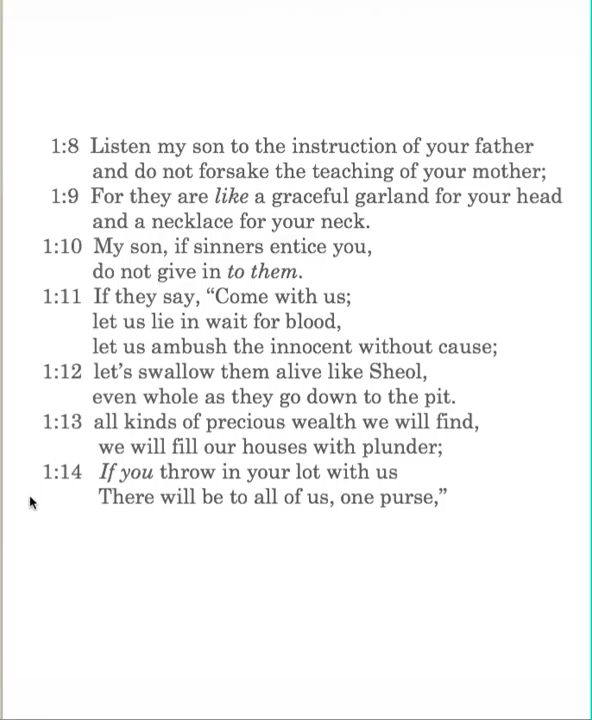 1:8 Listen my son to the instruction of your father
and do not forsake the teaching of your mother;
1:9 For they are like a graceful garland for your head
and a necklace for your neck.
1:10 My son, if sinners entice you,
do not give in to them.
1:11 If they say, “Come with us;
let us lie in wait for blood,
let us ambush the innocent without cause;
1:12 let’s swallow them alive like Sheol,
even whole as they go down to the pit.
1:13 all kinds of precious wealth we will find,
we will fill our houses with plunder;
1:14 If you throw in your lot with us
There will be to all of us, one purse,”